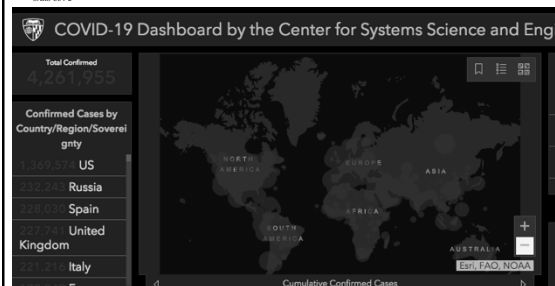 COVID-19 Dashboard by the Center for Systems Science and Eng
Total Confirmed
4,261,955
Confirmed Cases by
Country/Region/Soverei
gnty
1,369,574 US
232,243 Russia
228,030 Spain
227,741 United
Kingdom
221,216 Italy
NORTH
AMERICA
EUROPE
ASIA
AFRICA
SOUTH
AMERICA
AUSTRALIA
Esri, FAO, NOAA
Cumulative Confirmed Cases